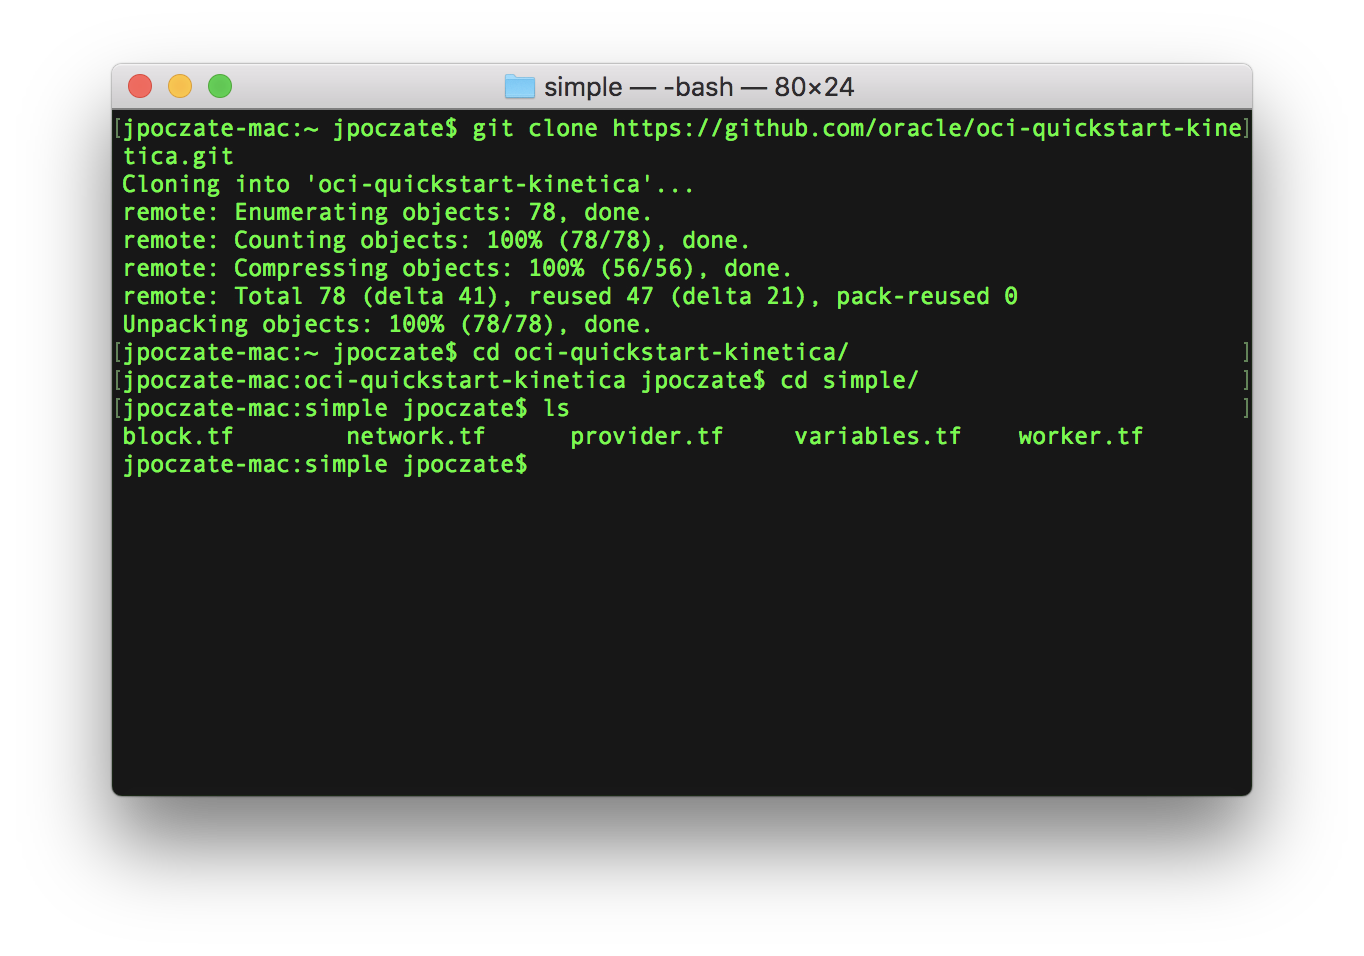 simple — -bash — 80×24
[jpoczate-mac:~ jpoczate$ git clone https://github.com/oracle/oci-quickstart-kine]
tica.git
Cloning into 'oci-quickstart-kinetica'...
remote: Enumerating objects: 78, done.
remote: Counting objects: 100% (78/78), done.
remote: Compressing objects: 100% (56/56), done.
remote: Total 78 (delta 41), reused 47 (delta 21), pack-reused 0
Unpacking objects: 100% (78/78), done.
[jpoczate-mac:~ jpoczate$ cd oci-quickstart-kinetica/ ]
[jpoczate-mac:oci-quickstart-kinetica jpoczate$ cd simple/ ]
[jpoczate-mac:simple jpoczate$ ls ]
block.tf network.tf provider.tf variables.tf worker.tf
jpoczate-mac:simple jpoczate$